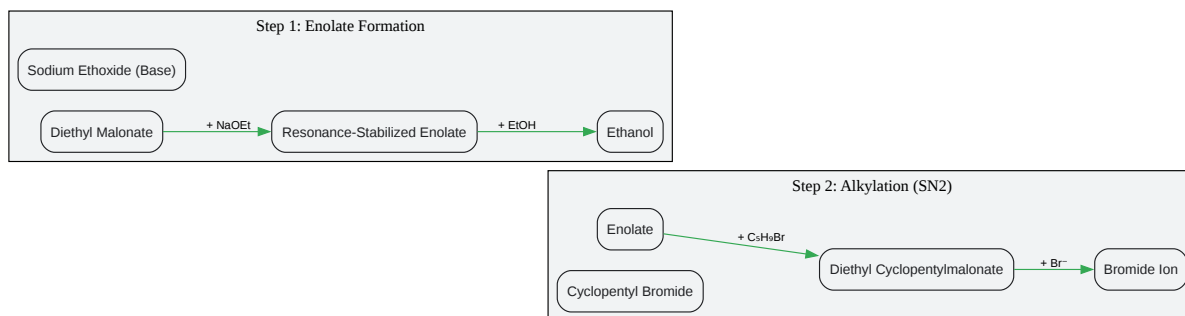 Step 1: Enolate Formation
Sodium Ethoxide (Base)
Diethyl Malonate
+ NaOEt
Resonance-Stabilized Enolate
+ EtOH
Ethanol
Step 2: Alkylation (SN2)
Enolate
+ C₅H₉Br
Diethyl Cyclopentylmalonate
+ Br⁻
Bromide Ion
Cyclopentyl Bromide